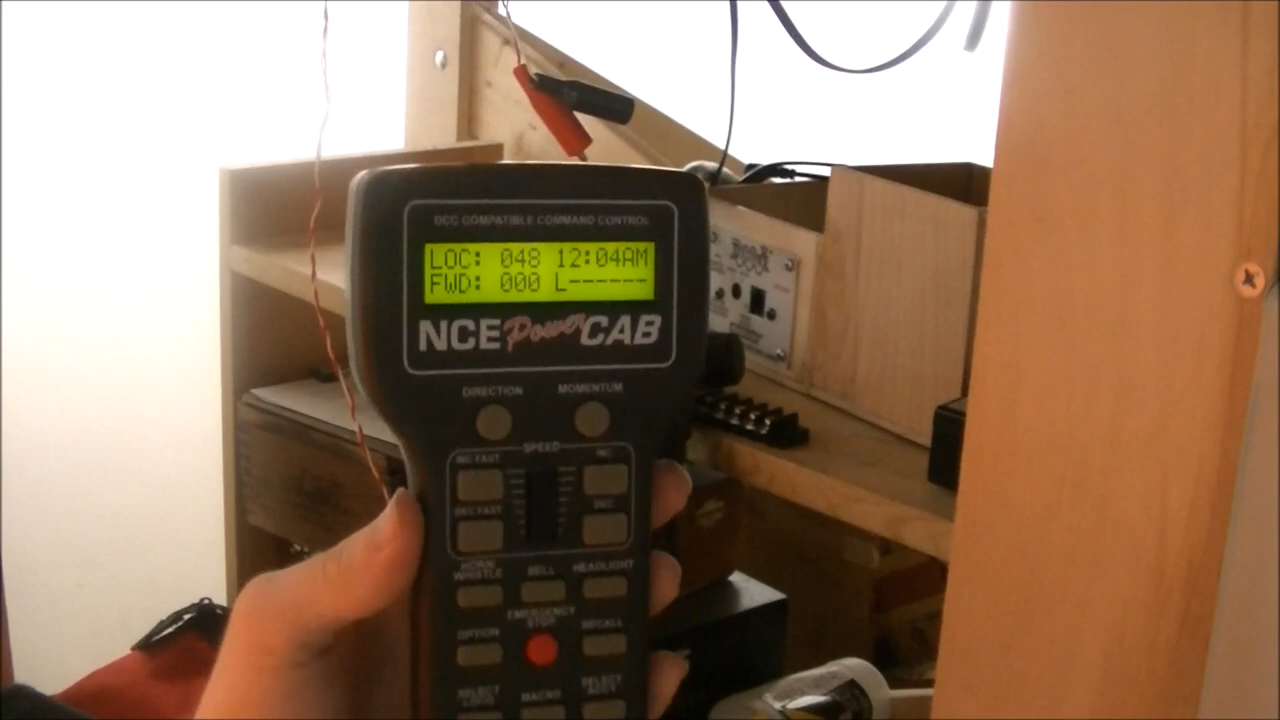 DCC COMPATIBLE COMMAND CONTROL
LOC: 048 12:04AM
FWD: 000 L------
NCE Power CAB
DIRECTION MOMENTUM
SPEED
INC FAST INC
DEC FAST DEC
HORN/ WHISTLE BELL HEADLIGHT
EMERGENCY STOP
OPTION RECALL
SELECT LOCO MACRO SELECT ACCY